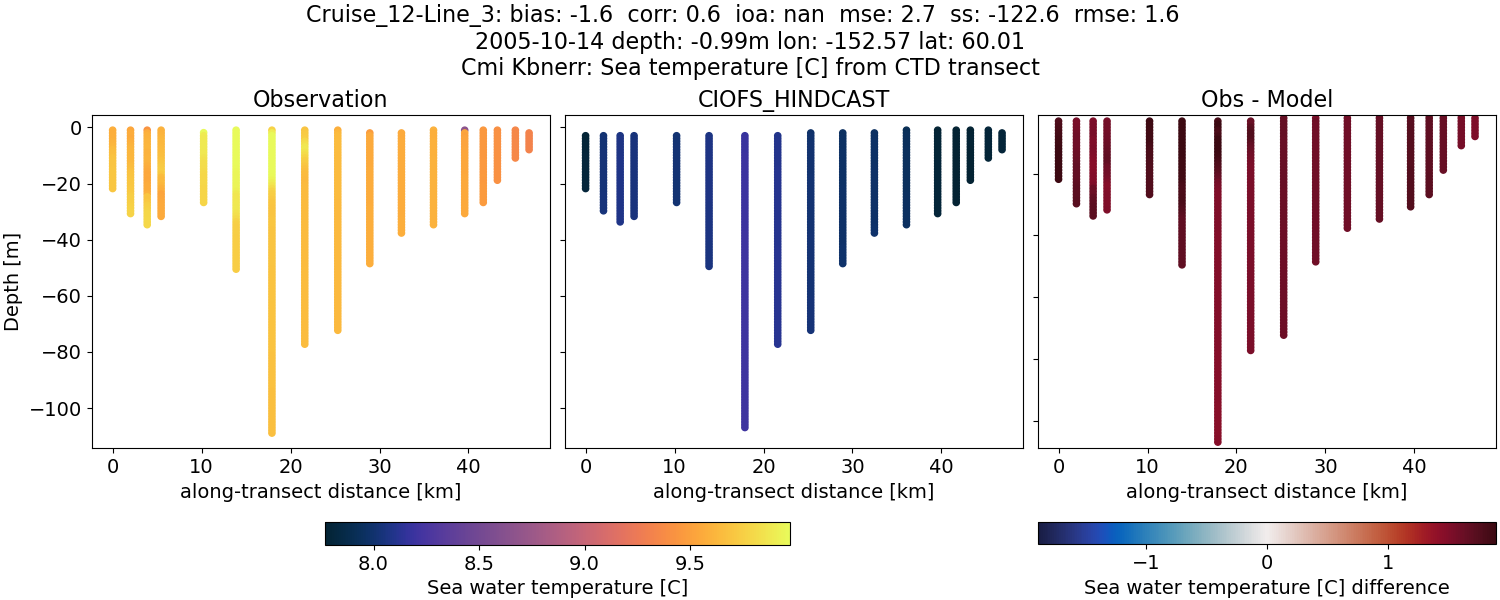 Cruise_12-Line_3: bias: -1.6  corr: 0.6  ioa: nan  mse: 2.7  ss: -122.6  rmse: 1.6
2005-10-14 depth: -0.99m lon: -152.57 lat: 60.01
Cmi Kbnerr: Sea temperature [C] from CTD transect
Observation
CIOFS_HINDCAST
Obs - Model
Depth [m]
0
−20
−40
−60
−80
−100
0 10 20 30 40
0 10 20 30 40
0 10 20 30 40
along-transect distance [km]
along-transect distance [km]
along-transect distance [km]
8.0 8.5 9.0 9.5
Sea water temperature [C]
−1 0 1
Sea water temperature [C] difference